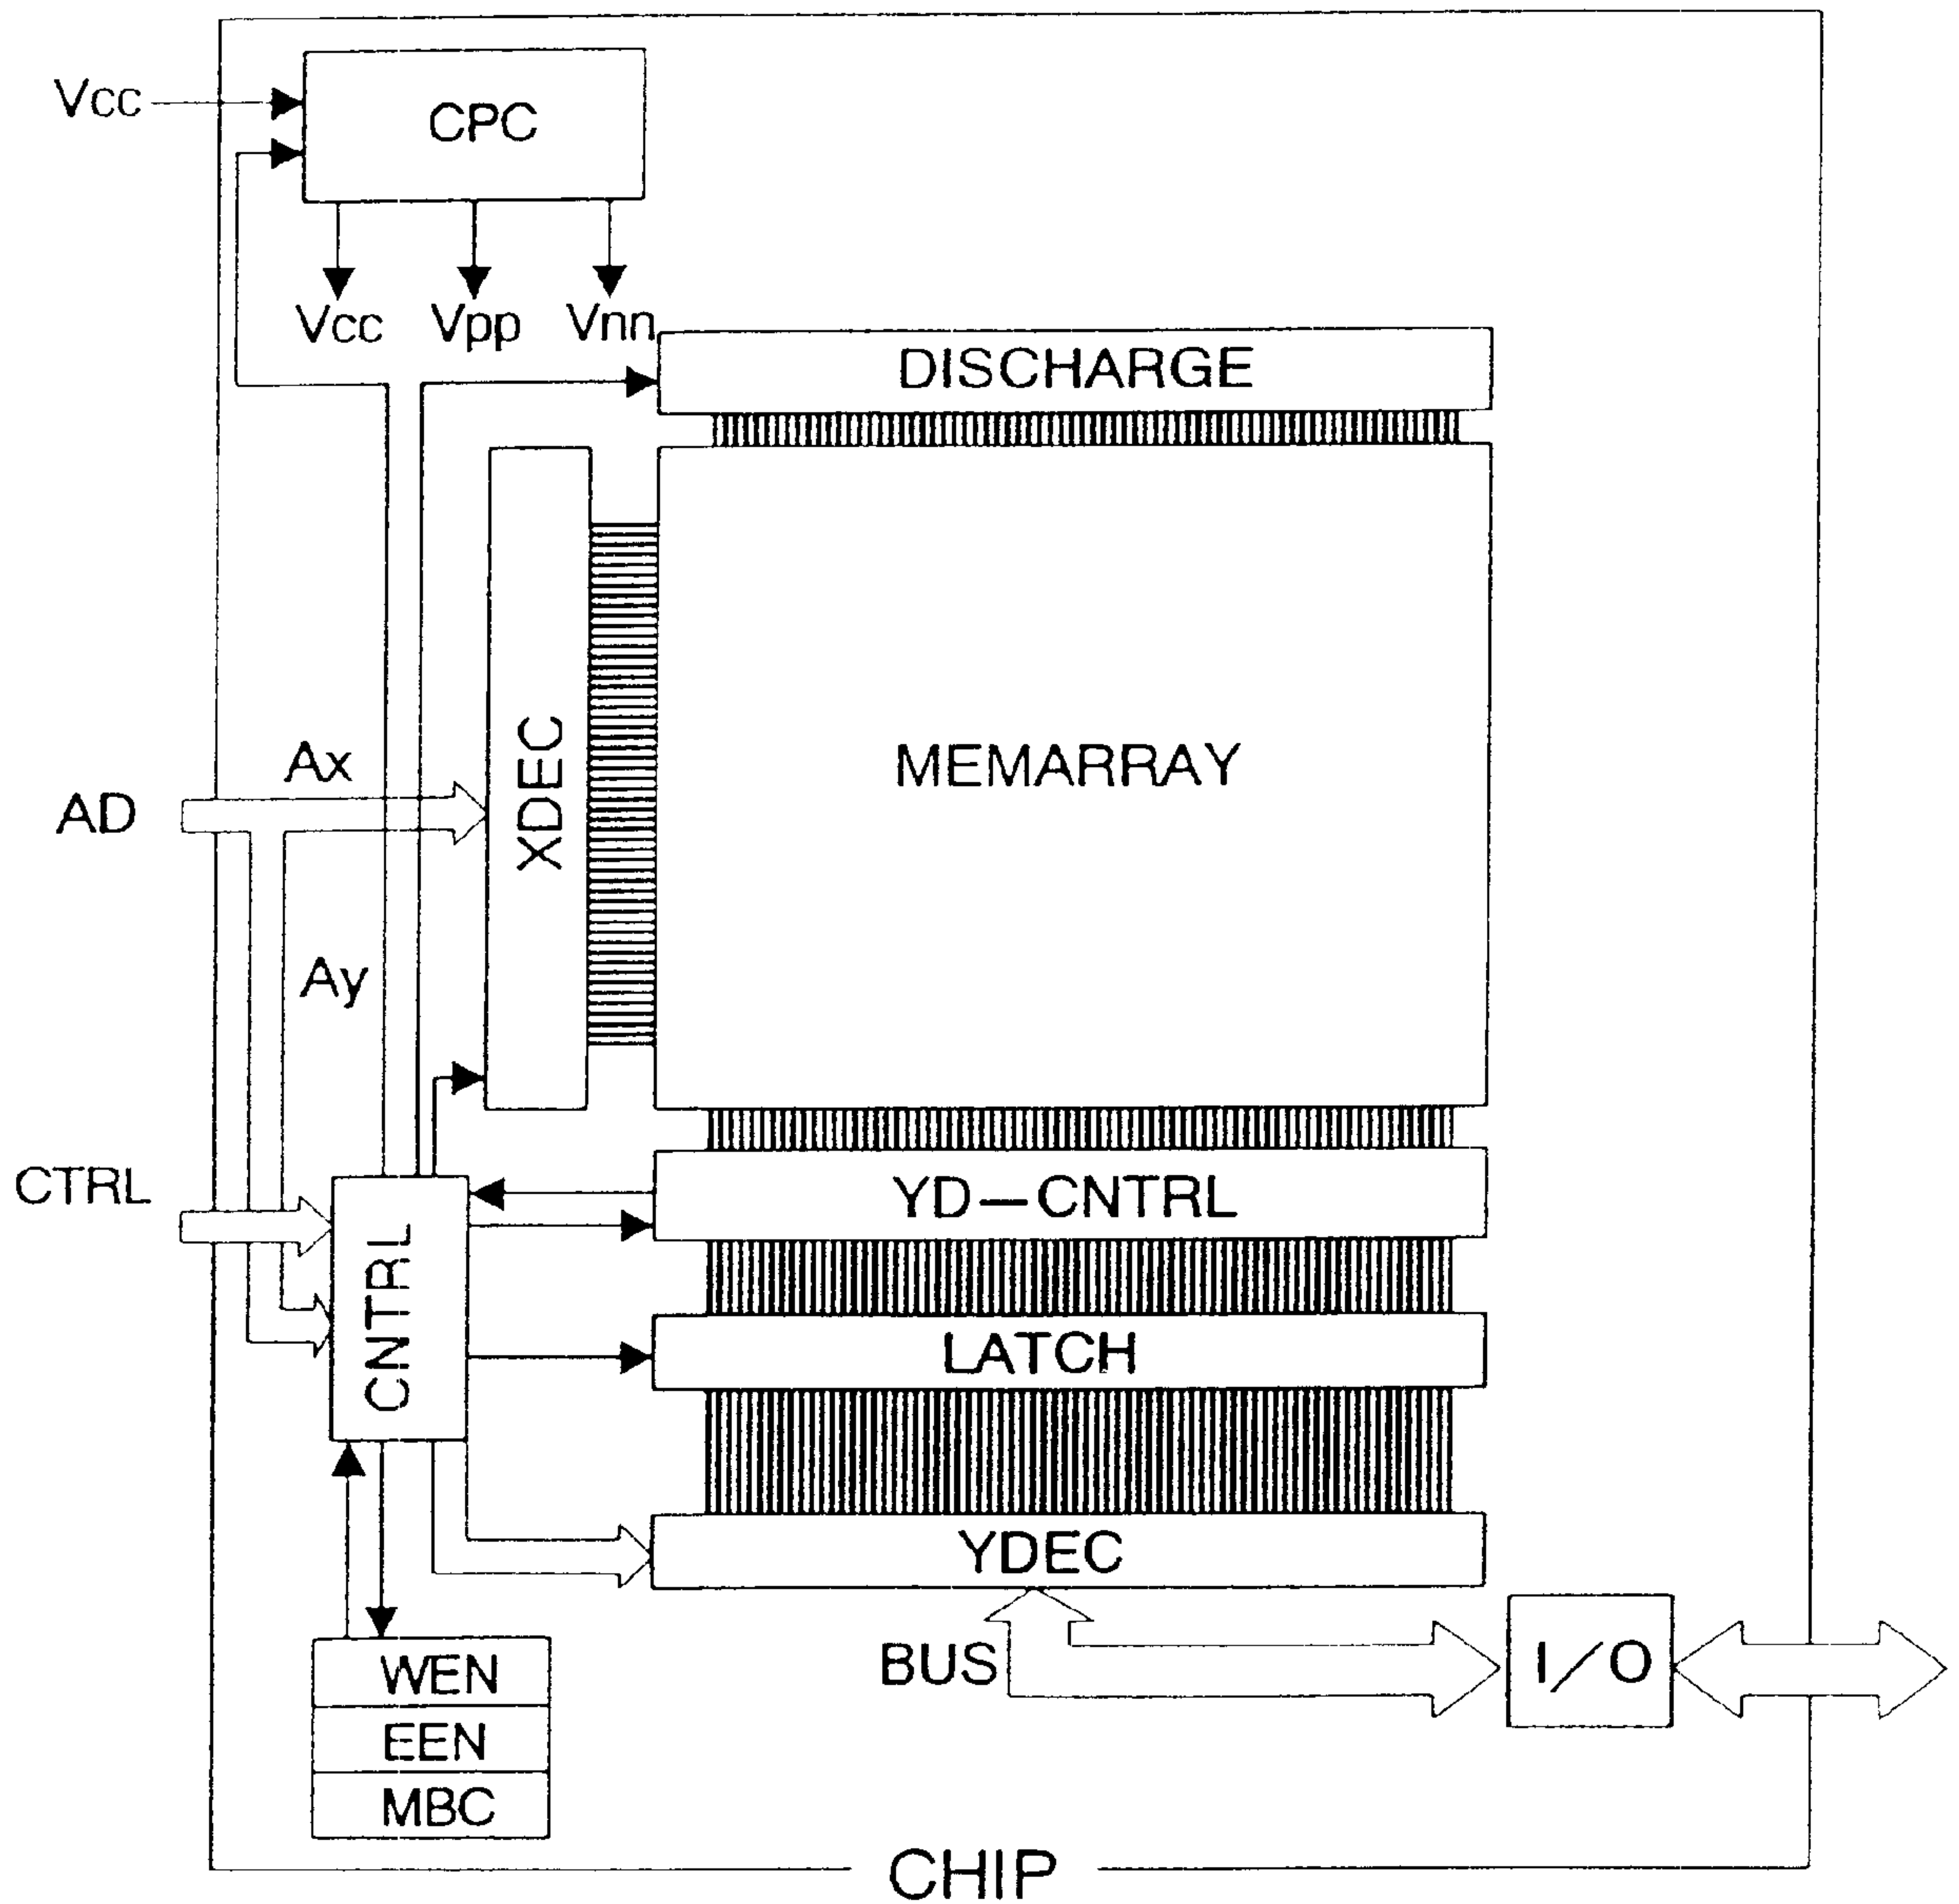 Vcc
CPC
Vcc Vpp Vnn
DISCHARGE
Ax
AD
XDEC
MEMARRAY
Ay
CTRL
YD-CNTRL
CNTRL
LATCH
YDEC
BUS
I/O
WEN
EEN
MBC
CHIP